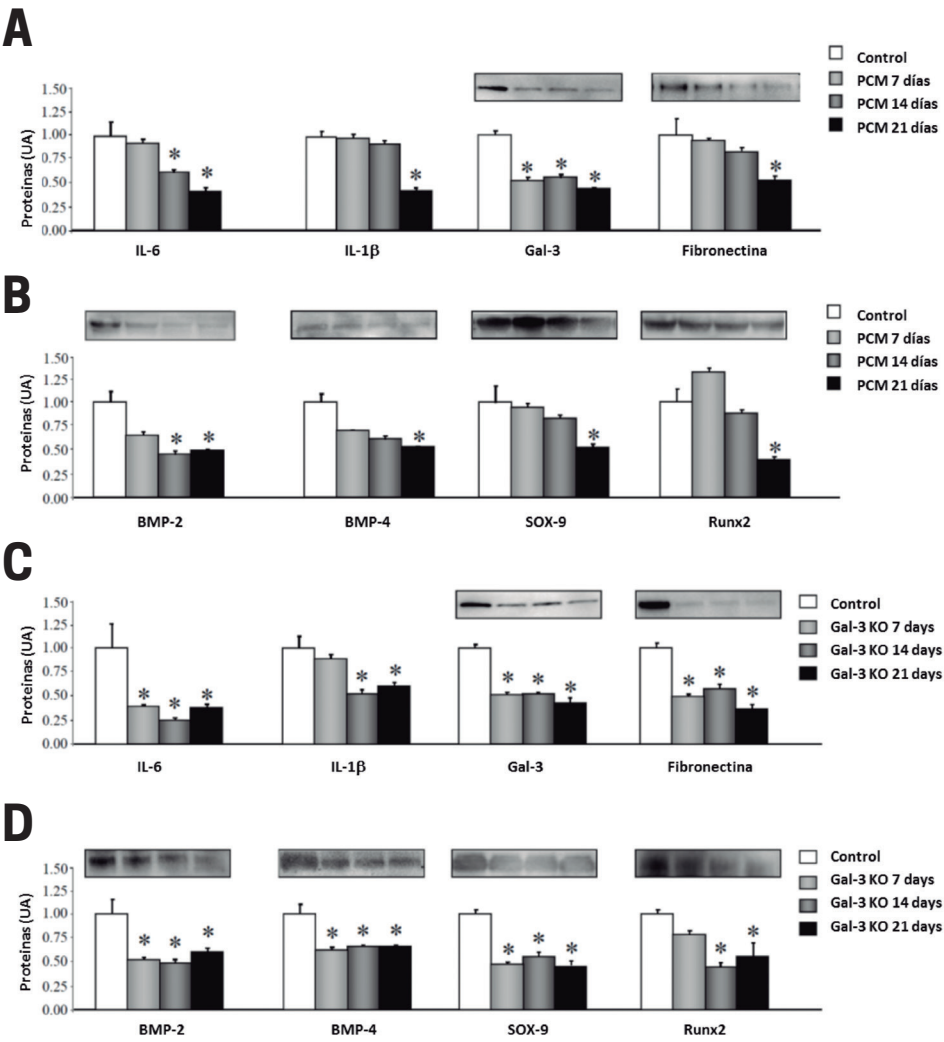 A
Control
PCM 7 días
PCM 14 días
PCM 21 días
Proteinas (UA)
1.50
1.25
1.00
0.75
0.50
0.25
0.00
* * * * * * *
IL-6 IL-1β Gal-3 Fibronectina
B
Control
PCM 7 días
PCM 14 días
PCM 21 días
Proteinas (UA)
1.50
1.25
1.00
0.75
0.50
0.25
0.00
* * * * *
BMP-2 BMP-4 SOX-9 Runx2
C
Control
Gal-3 KO 7 days
Gal-3 KO 14 days
Gal-3 KO 21 days
Proteinas (UA)
1.50
1.25
1.00
0.75
0.50
0.25
0.00
* * * * * * * * * * *
IL-6 IL-1β Gal-3 Fibronectina
D
Control
Gal-3 KO 7 days
Gal-3 KO 14 days
Gal-3 KO 21 days
Proteinas (UA)
1.50
1.25
1.00
0.75
0.50
0.25
0.00
* * * * * * * * * * *
BMP-2 BMP-4 SOX-9 Runx2